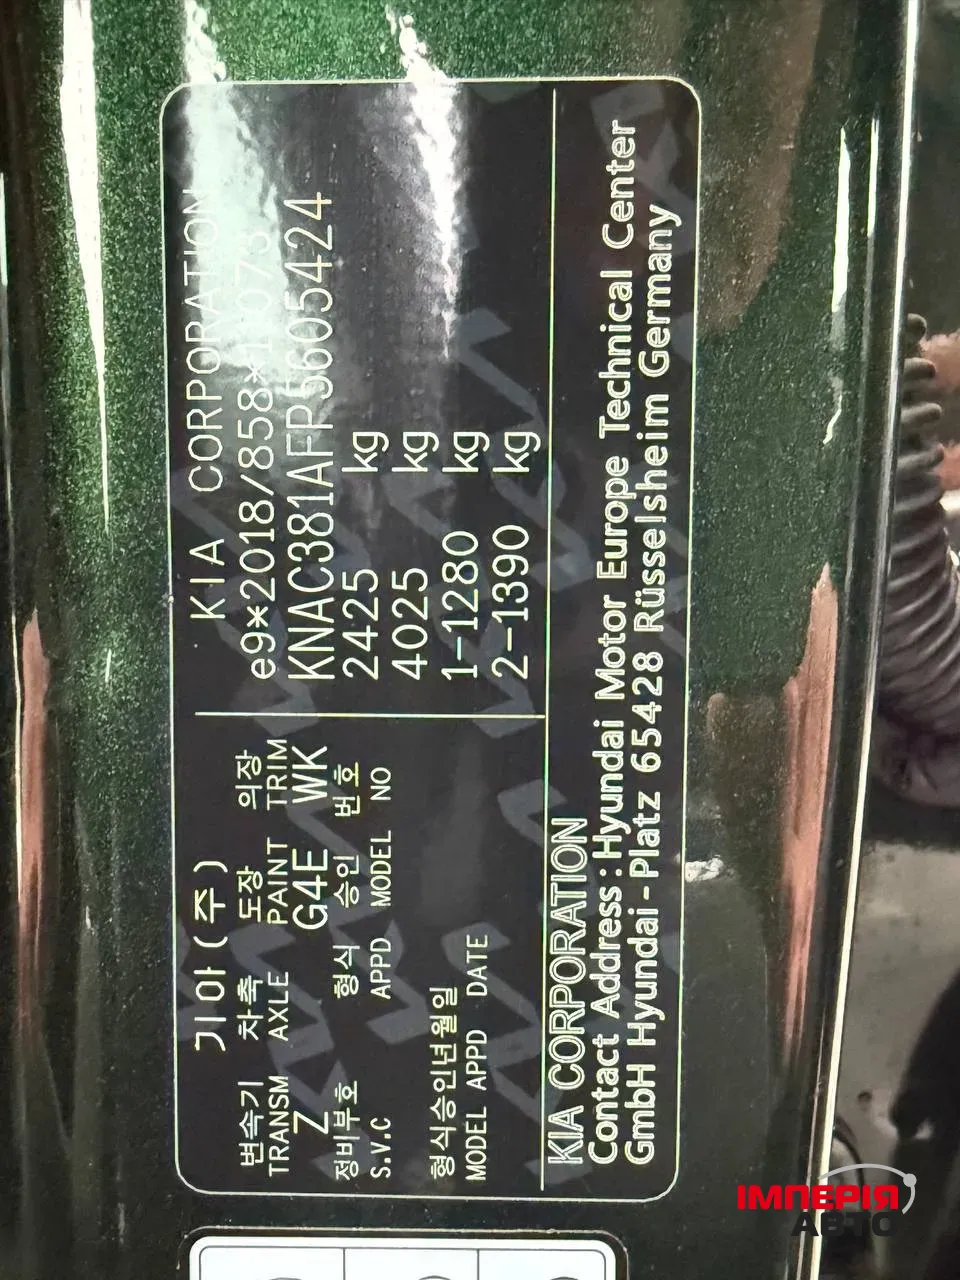 기아(주)
변속기 차축 도장 의장
TRANSM AXLE PAINT TRIM
Z G4E WK
정비부호 형식 승인 번호
S.V.C APPD MODEL NO
형식승인년월일
MODEL APPD DATE
KIA CORPORATION
e9*2018/858*11073
KNAC381AFP5605424
2425 kg
4025 kg
1-1280 kg
2-1390 kg
KIA CORPORATION
Contact Address : Hyundai Motor Europe Technical Center
GmbH Hyundai-Platz 65428 Rüsselsheim Germany
ІМПЕРІЯ
АВТО